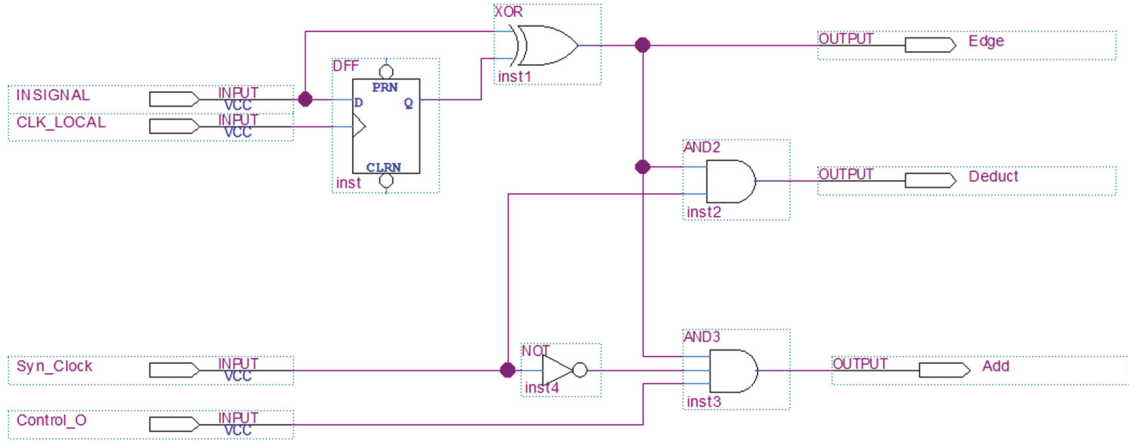 XOR
OUTPUT Edge
inst1
DFF
PRN
INSIGNAL INPUT VCC
D Q
CLK_LOCAL INPUT VCC
CLRN
inst
AND2
OUTPUT Deduct
inst2
AND3
Syn_Clock INPUT VCC
NOT
OUTPUT Add
inst4
inst3
Control_O INPUT VCC